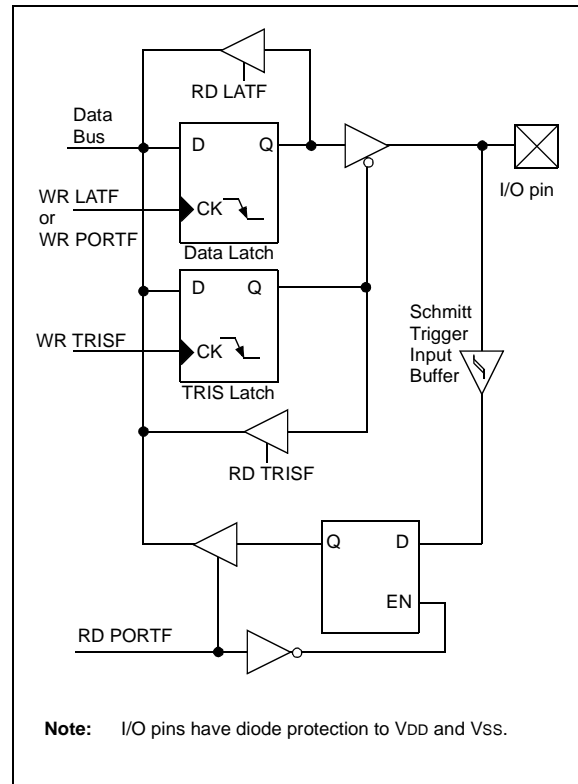 RD LATF
Data
Bus
D Q
WR LATF
or
WR PORTF
CK
Data Latch
I/O pin
D Q
WR TRISF
CK
TRIS Latch
Schmitt
Trigger
Input
Buffer
RD TRISF
Q D
EN
RD PORTF
Note: I/O pins have diode protection to VDD and VSS.